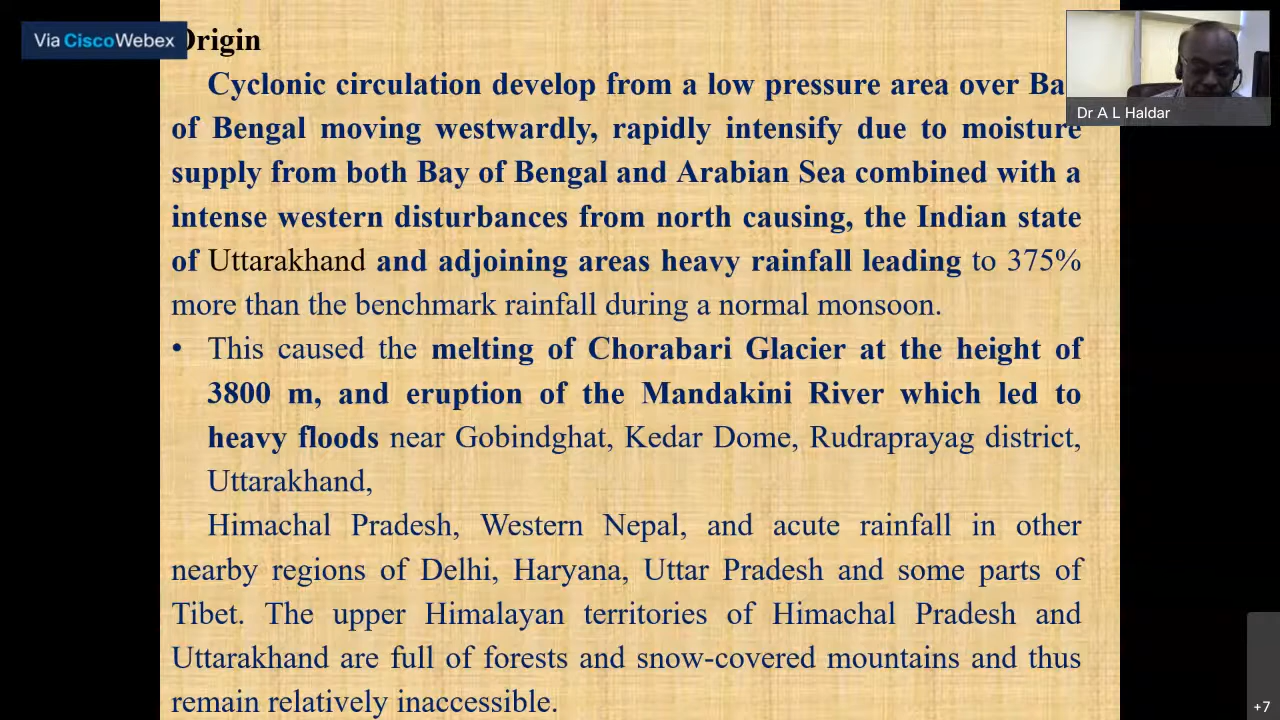 Via CiscoWebex
Origin
Cyclonic circulation develop from a low pressure area over Ba
of Bengal moving westwardly, rapidly intensify due to moisture
supply from both Bay of Bengal and Arabian Sea combined with a
intense western disturbances from north causing, the Indian state
of Uttarakhand and adjoining areas heavy rainfall leading to 375%
more than the benchmark rainfall during a normal monsoon.
• This caused the melting of Chorabari Glacier at the height of
3800 m, and eruption of the Mandakini River which led to
heavy floods near Gobindghat, Kedar Dome, Rudraprayag district,
Uttarakhand,
Himachal Pradesh, Western Nepal, and acute rainfall in other
nearby regions of Delhi, Haryana, Uttar Pradesh and some parts of
Tibet. The upper Himalayan territories of Himachal Pradesh and
Uttarakhand are full of forests and snow-covered mountains and thus
remain relatively inaccessible.
Dr A L Haldar
+7